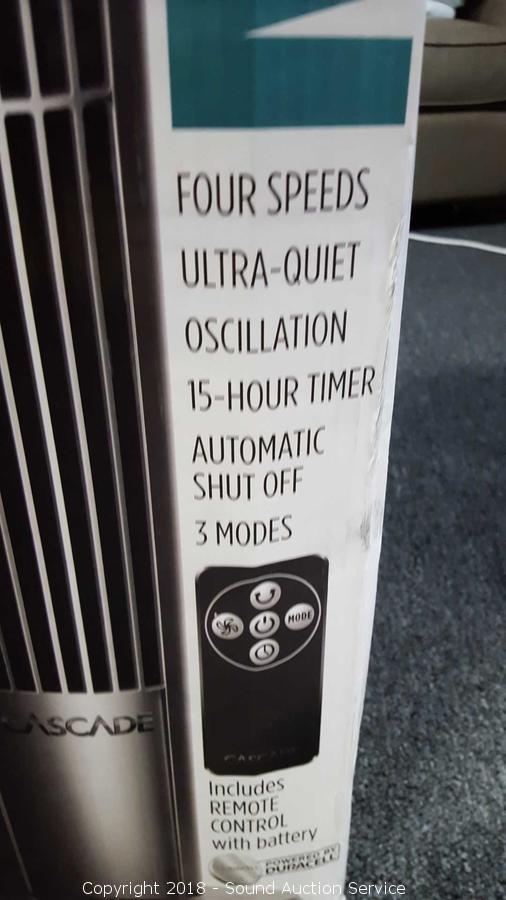 FOUR SPEEDS
ULTRA-QUIET
OSCILLATION
15-HOUR TIMER
AUTOMATIC
SHUT OFF
3 MODES
MODE
CASCADE
CASCADE
Includes
REMOTE
CONTROL
with battery
POWERED BY
DURACELL
Copyright 2018 - Sound Auction Service